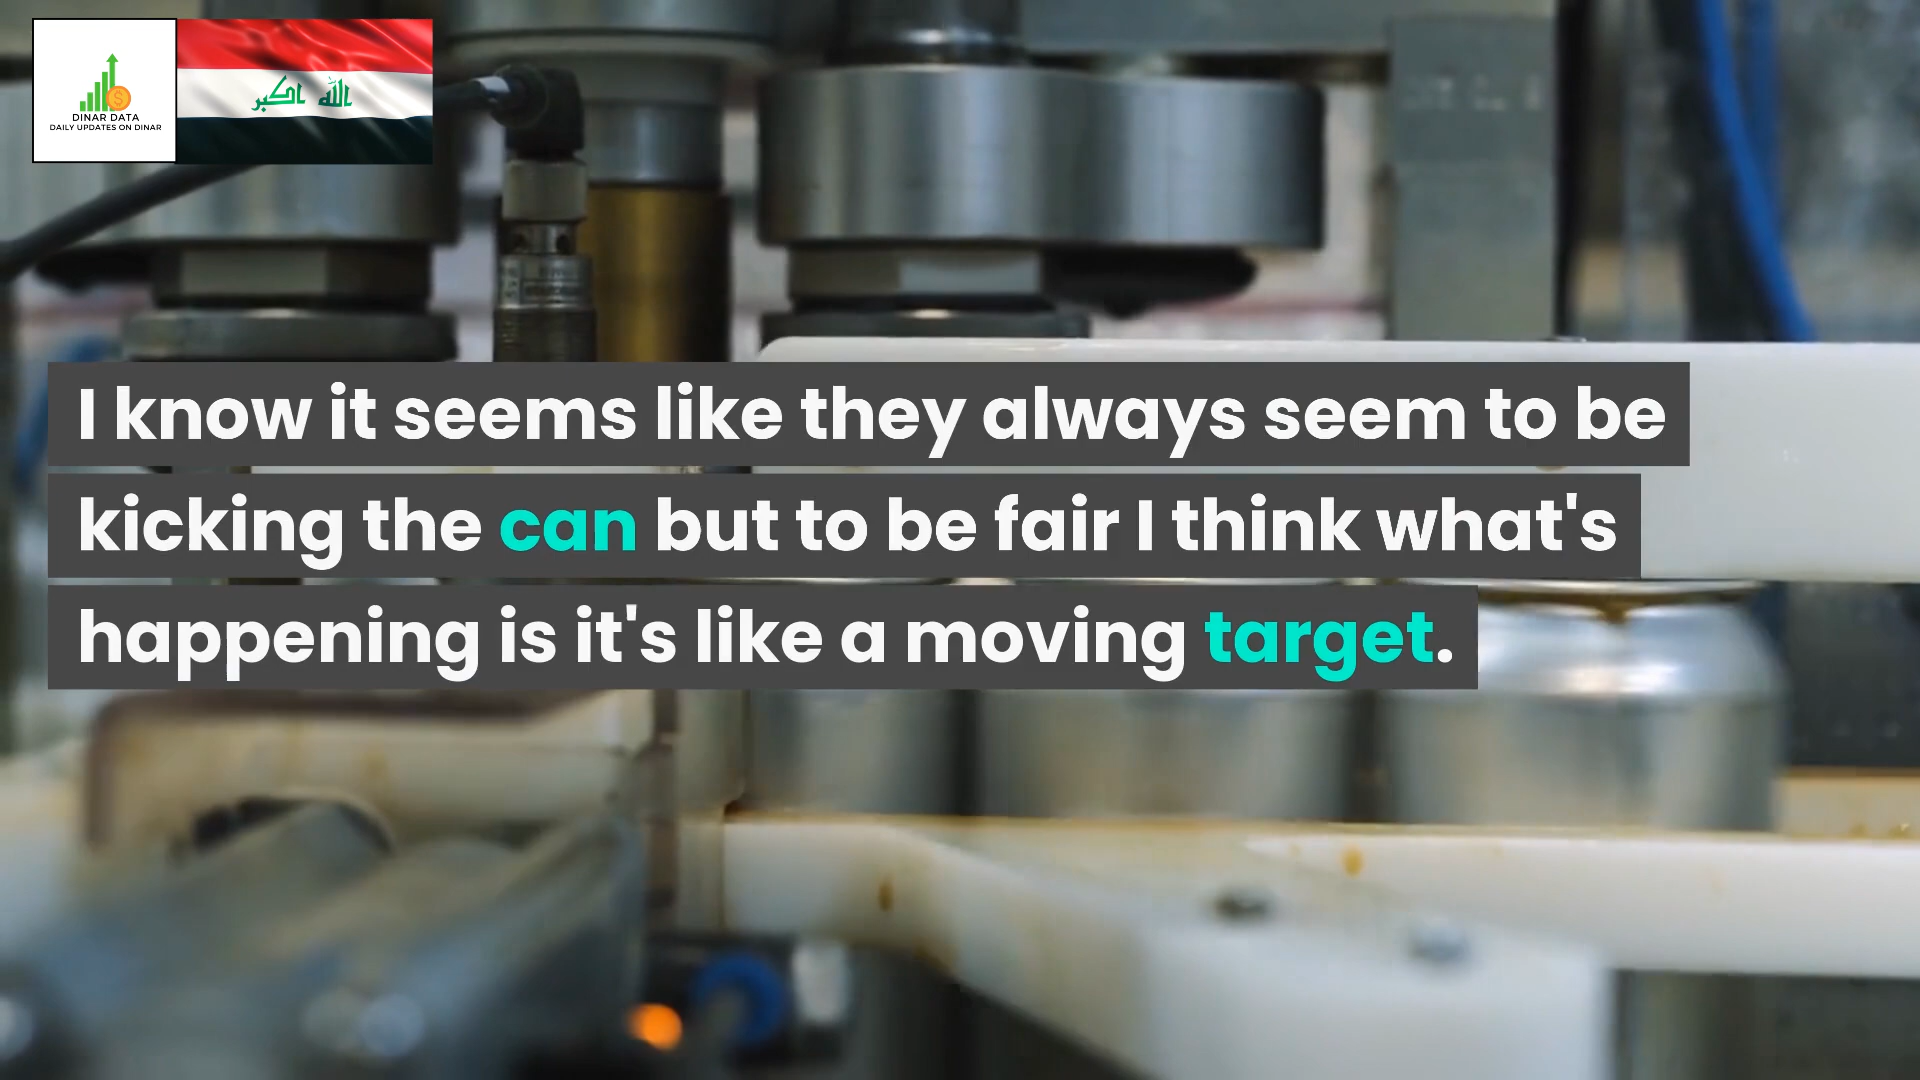 DINAR DATA
DAILY UPDATES ON DINAR
الله اكبر
I know it seems like they always seem to be
kicking the can but to be fair I think what's
happening is it's like a moving target.